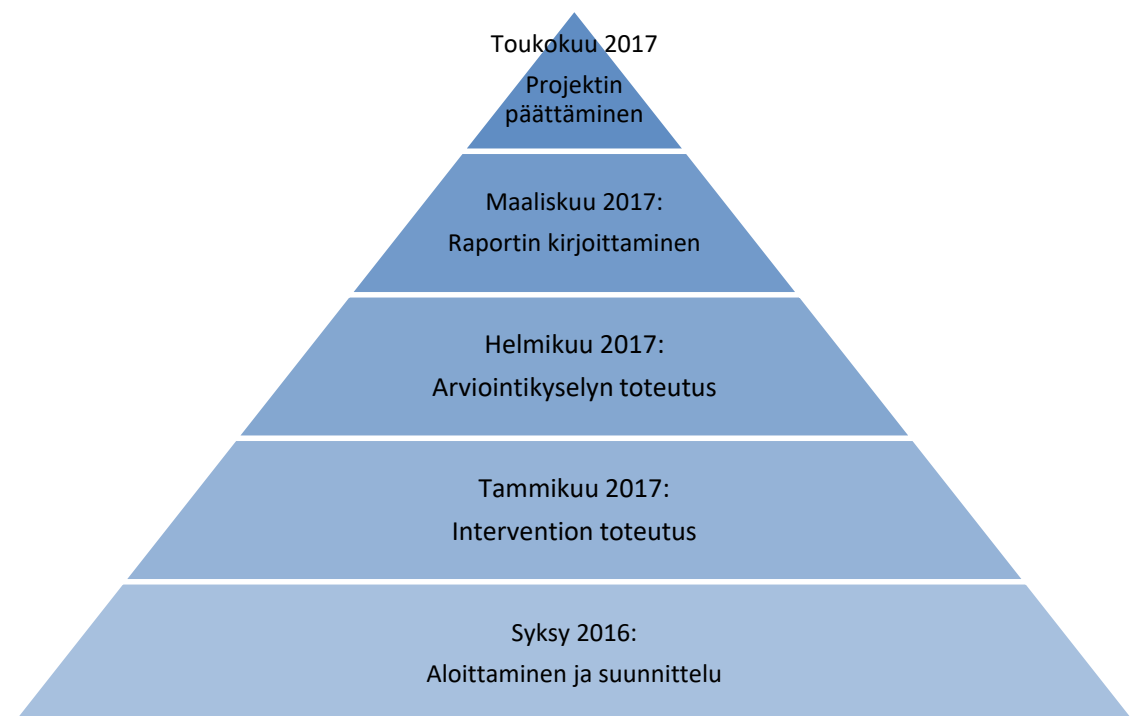 Toukokuu 2017
Projektin
päättäminen
Maaliskuu 2017:
Raportin kirjoittaminen
Helmikuu 2017:
Arviointikyselyn toteutus
Tammikuu 2017:
Intervention toteutus
Syksy 2016:
Aloittaminen ja suunnittelu